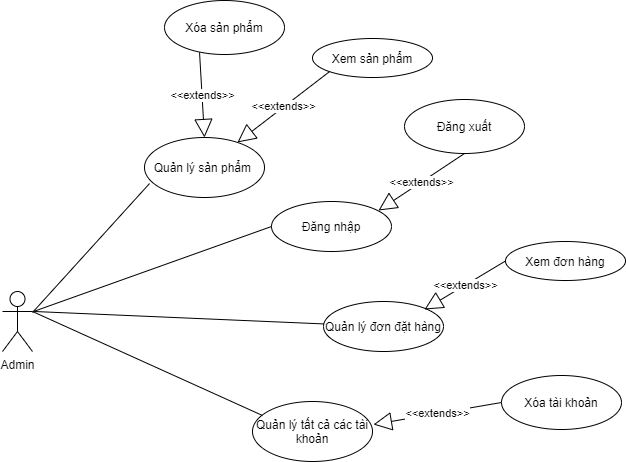 Xóa sản phẩm
Xem sản phẩm
<<extends>>
<<extends>>
Đăng xuất
Quản lý sản phẩm
<<extends>>
Đăng nhập
Xem đơn hàng
<<extends>>
Quản lý đơn đặt hàng
Admin
Xóa tài khoản
<<extends>>
Quản lý tất cả các tài
khoản